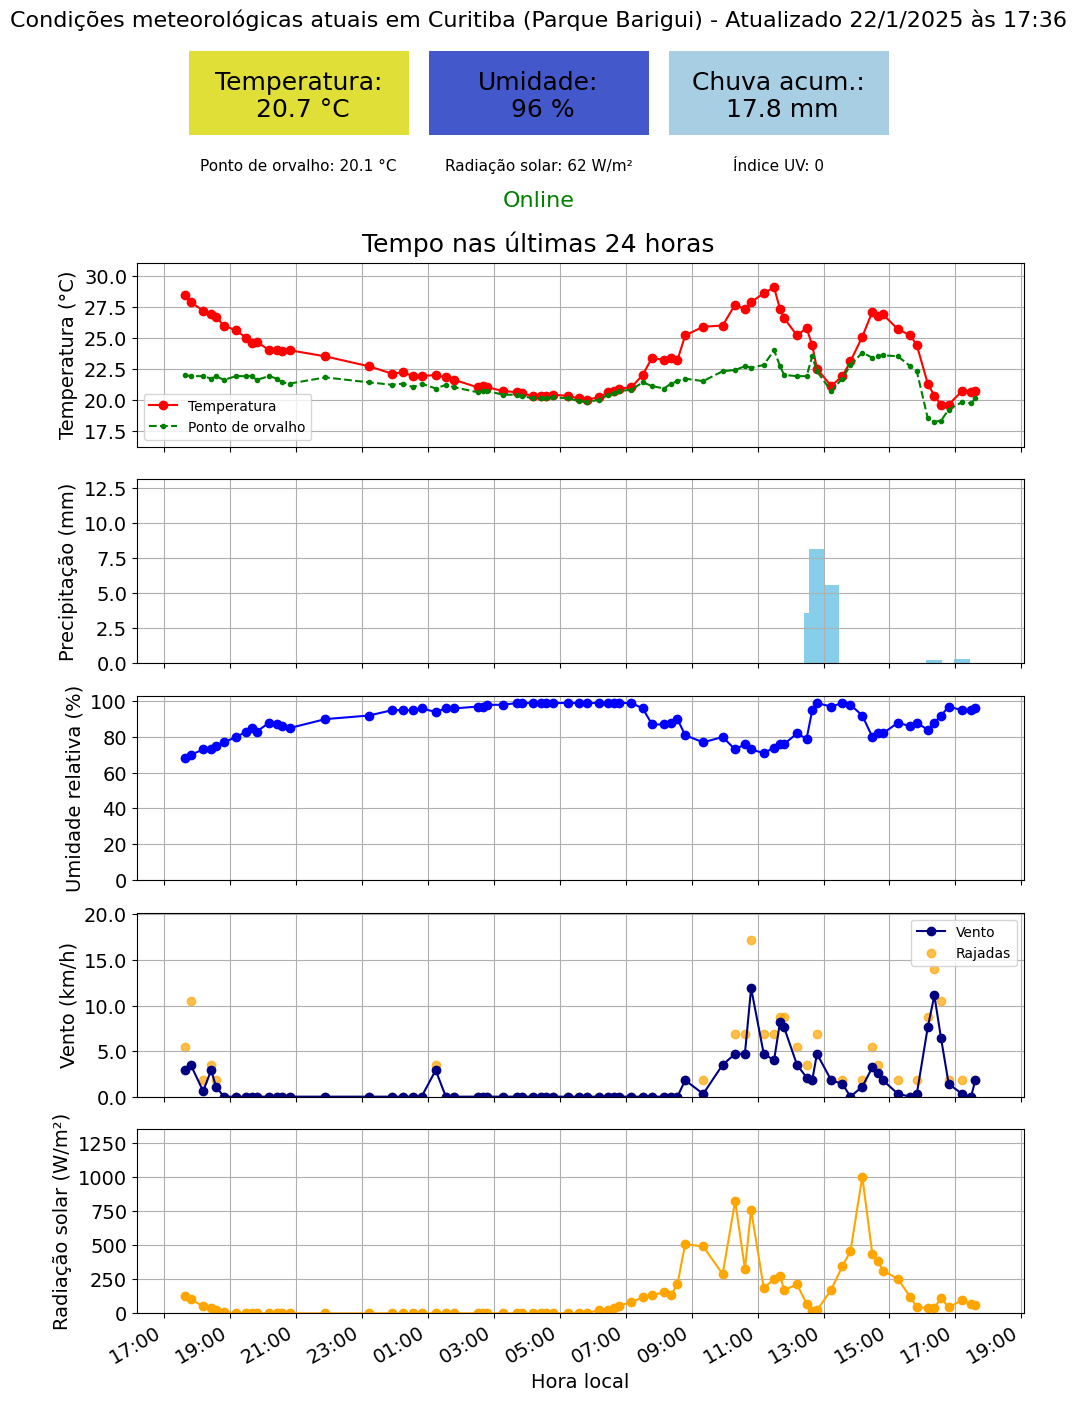 Condições meteorológicas atuais em Curitiba (Parque Barigui) - Atualizado 22/1/2025 às 17:36
Temperatura:
20.7 °C
Umidade:
96 %
Chuva acum.:
17.8 mm
Ponto de orvalho: 20.1 °C
Radiação solar: 62 W/m²
Índice UV: 0
Online
Tempo nas últimas 24 horas
Temperatura (°C)
30.0
27.5
25.0
22.5
20.0
17.5
Temperatura
Ponto de orvalho
Precipitação (mm)
12.5
10.0
7.5
5.0
2.5
0.0
Umidade relativa (%)
100
80
60
40
20
0
Vento (km/h)
20.0
15.0
10.0
5.0
0.0
Vento
Rajadas
Radiação solar (W/m²)
1250
1000
750
500
250
0
17:00
19:00
21:00
23:00
01:00
03:00
05:00
07:00
09:00
11:00
13:00
15:00
17:00
19:00
Hora local